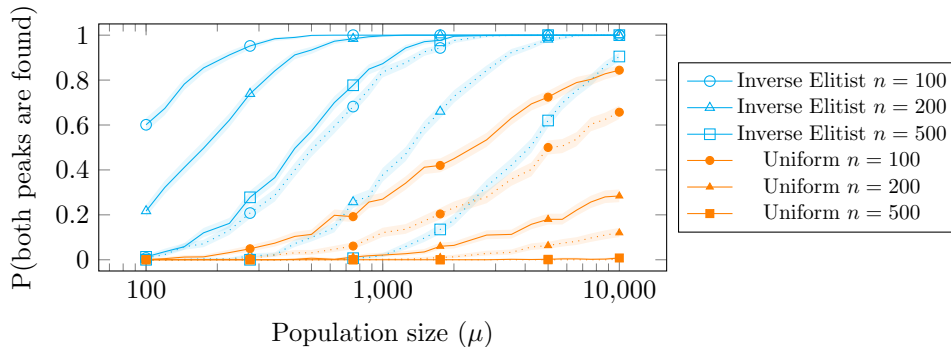 P(both peaks are found)
1
0.8
0.6
0.4
0.2
0
100
1,000
10,000
Population size (μ)
Inverse Elitist n = 100
Inverse Elitist n = 200
Inverse Elitist n = 500
Uniform n = 100
Uniform n = 200
Uniform n = 500